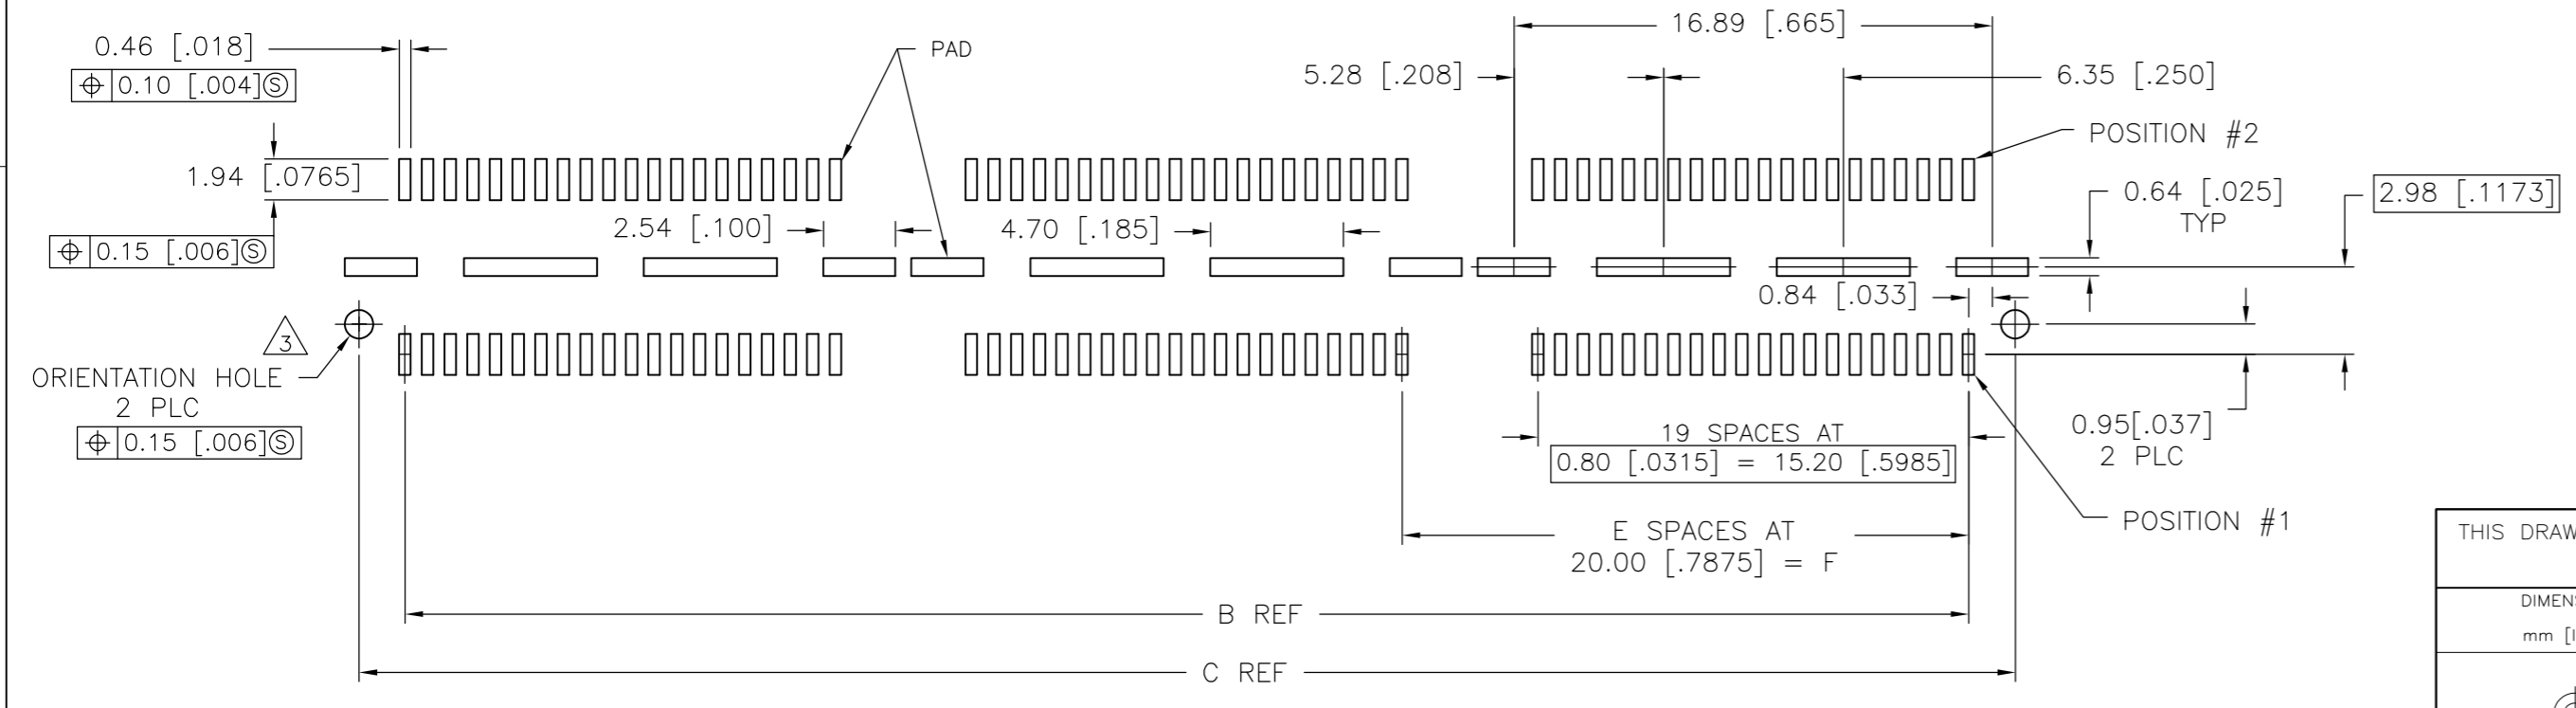 16.89 [.665]
0.46 [.018]
PAD
⌖ 0.10 [.004]Ⓢ
5.28 [.208]
6.35 [.250]
POSITION #2
1.94 [.0765]
0.64 [.025]
TYP
2.98 [.1173]
2.54 [.100]
4.70 [.185]
⌖ 0.15 [.006]Ⓢ
0.84 [.033]
3
ORIENTATION HOLE
2 PLC
⌖ 0.15 [.006]Ⓢ
19 SPACES AT
0.80 [.0315] = 15.20 [.5985]
0.95[.037]
2 PLC
POSITION #1
E SPACES AT
20.00 [.7875] = F
THIS DRAW
DIMENS
mm [I
B REF
C REF